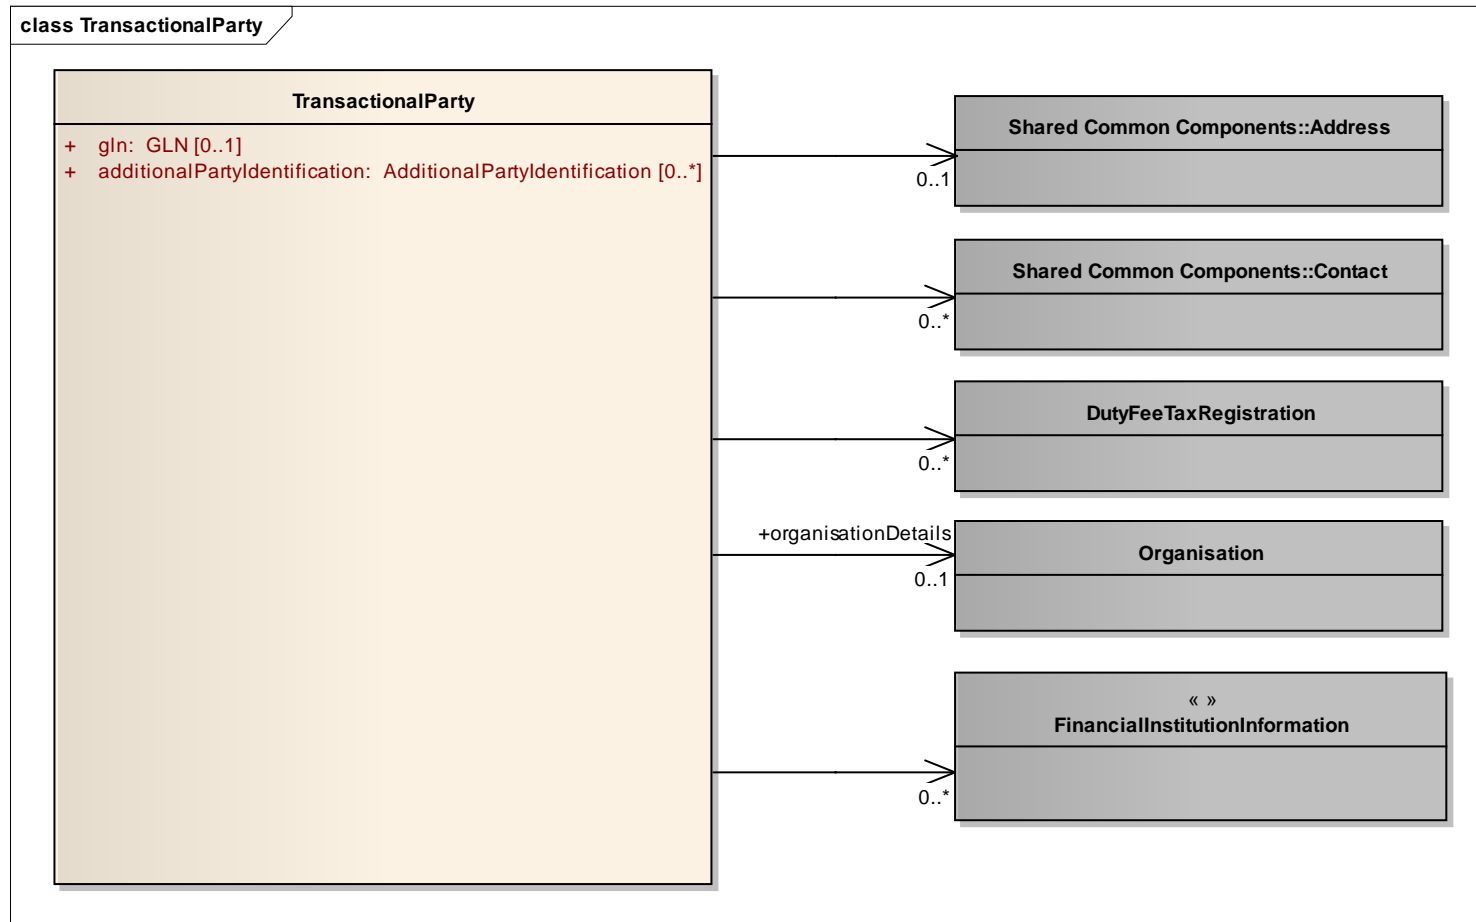 class TransactionalParty
TransactionalParty
+ gln: GLN [0..1]
+ additionalPartyIdentification: AdditionalPartyIdentification [0..*]
Shared Common Components::Address
0..1
Shared Common Components::Contact
0..*
DutyFeeTaxRegistration
0..*
+organisationDetails
Organisation
0..1
« »
FinancialInstitutionInformation
0..*